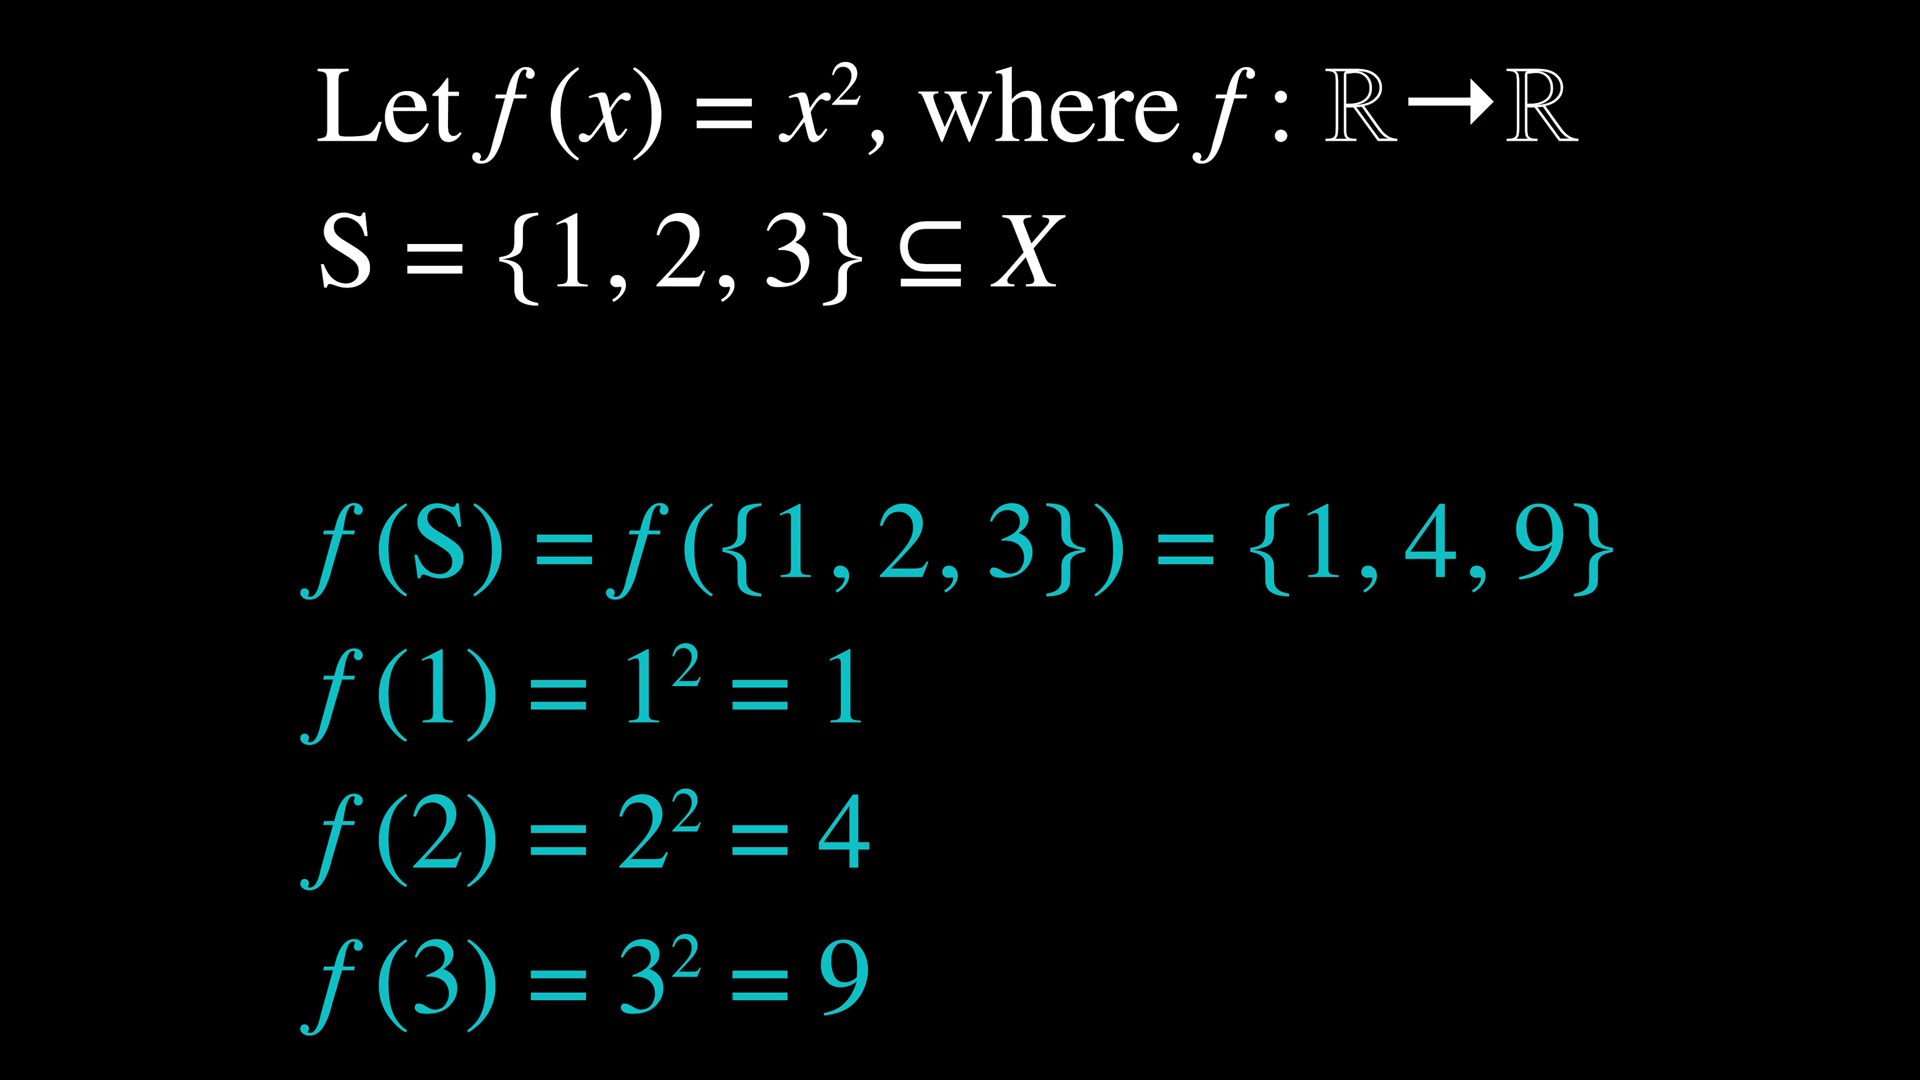 Let f(x) = x², where f : ℝ→ℝ
S = {1, 2, 3} ⊆ X
f(S) = f({1, 2, 3}) = {1, 4, 9}
f(1) = 1² = 1
f(2) = 2² = 4
f(3) = 3² = 9